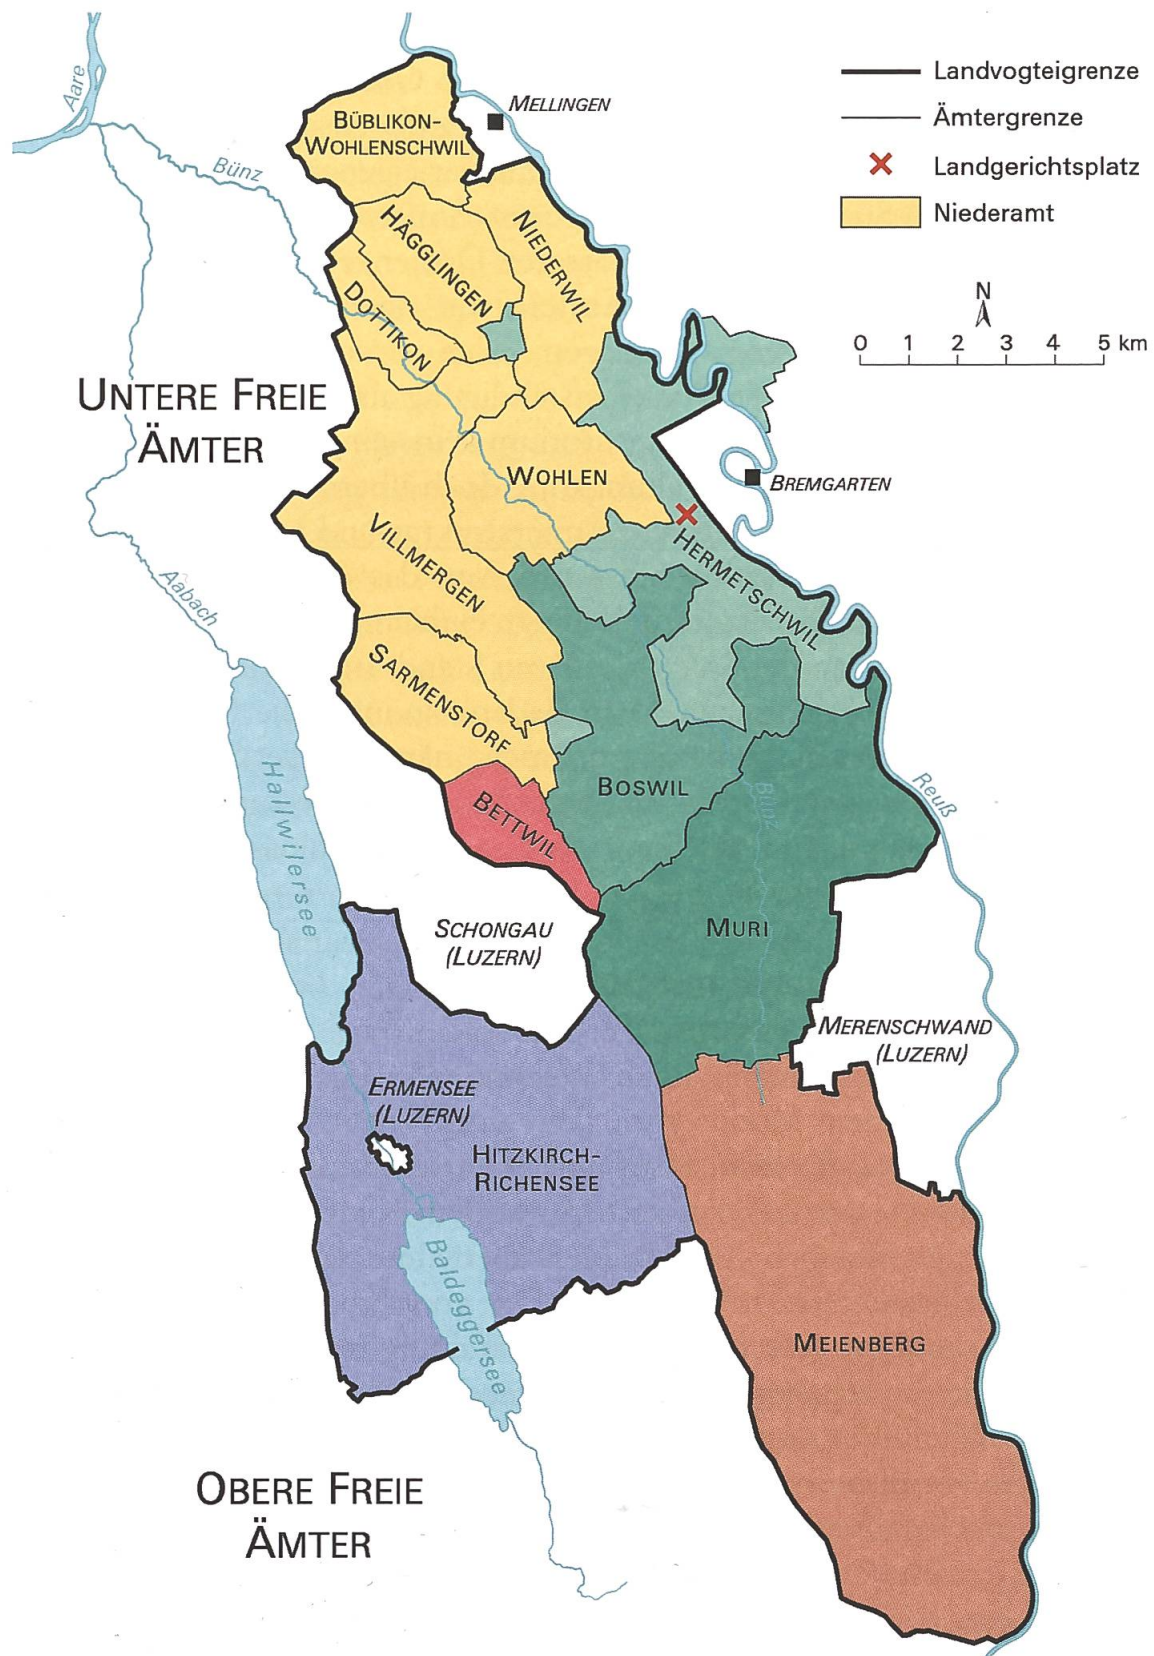 Aare
Bünz
BÜBLIKON-
WOHLENSCHWIL
MELLINGEN
Landvogteigrenze
Ämtergrenze
Landgerichtsplatz
Niederamt
N
0 1 2 3 4 5 km
HÄGGLINGEN
NIEDERWIL
DOTTIKON
UNTERE FREIE
ÄMTER
WOHLEN
BREMGARTEN
VILLMERGEN
HERMETSCHWIL
Aabach
SARMENSTORF
Hallwilersee
BETTWIL
BOSWIL
Bünz
Reuß
SCHONGAU
(LUZERN)
MURI
MERENSCHWAND
(LUZERN)
ERMENSEE
(LUZERN)
HITZKIRCH-
RICHENSEE
Baldeggersee
MEIENBERG
OBERE FREIE
ÄMTER